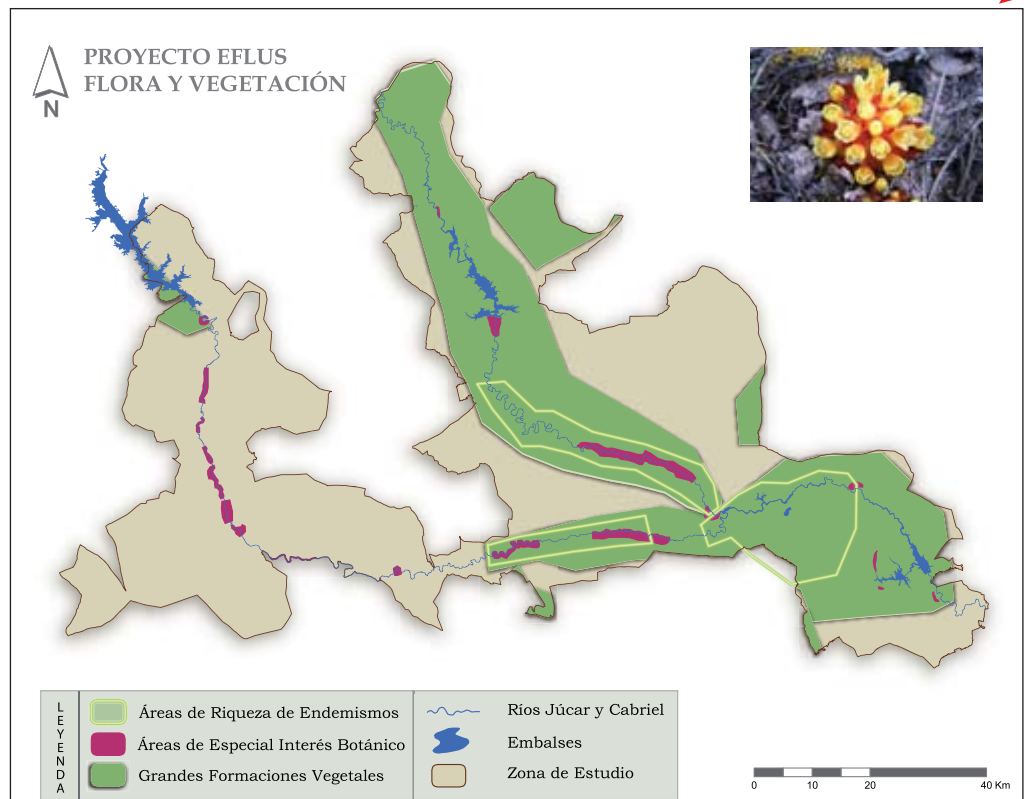 PROYECTO EFLUS
FLORA Y VEGETACIÓN
N
LEYENDA
Áreas de Riqueza de Endemismos
Áreas de Especial Interés Botánico
Grandes Formaciones Vegetales
Ríos Júcar y Cabriel
Embalses
Zona de Estudio
0 10 20 40 Km